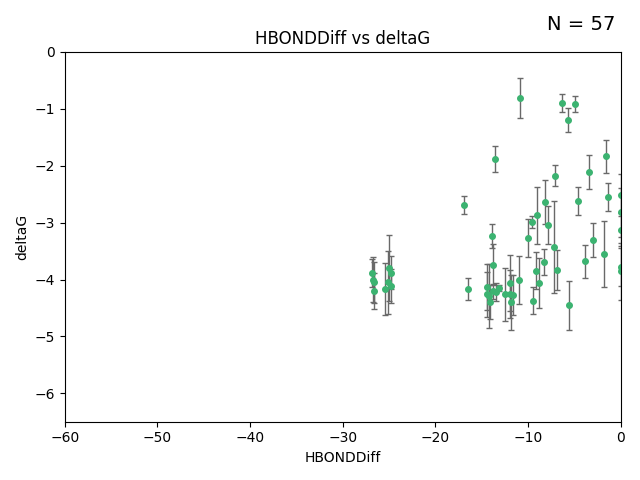 N = 57
HBONDDiff vs deltaG
0
−1
−2
−3
−4
−5
−6
deltaG
−60 −50 −40 −30 −20 −10 0
HBONDDiff